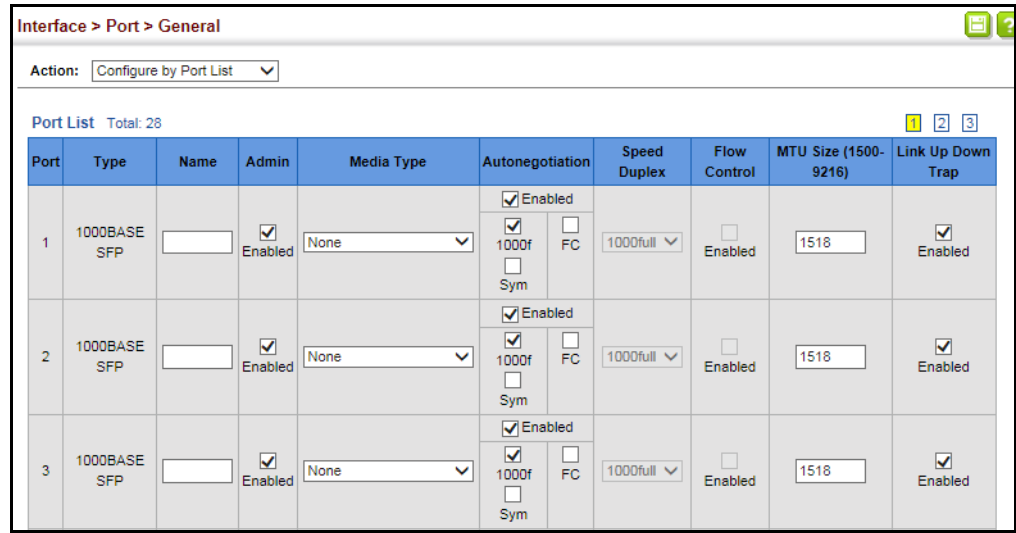 Interface > Port > General
?
Action: Configure by Port List
Port List Total: 28
1 2 3
Port Type Name Admin Media Type Autonegotiation Speed Duplex Flow Control MTU Size (1500-9216) Link Up Down Trap
Enabled
1 1000BASE SFP Enabled None 1000f FC 1000full Enabled 1518 Enabled
Sym
Enabled
2 1000BASE SFP Enabled None 1000f FC 1000full Enabled 1518 Enabled
Sym
Enabled
3 1000BASE SFP Enabled None 1000f FC 1000full Enabled 1518 Enabled
Sym